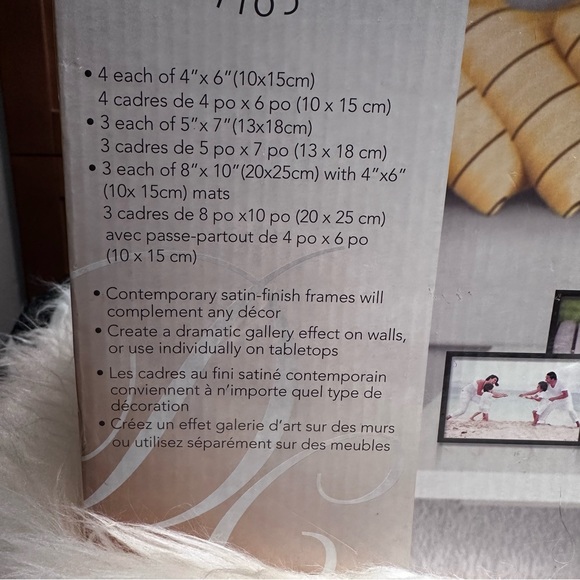 • 4 each of 4"x 6"(10x15cm)
4 cadres de 4 po x 6 po (10 x 15 cm)
• 3 each of 5"x 7"(13x18cm)
3 cadres de 5 po x 7 po (13 x 18 cm)
• 3 each of 8"x 10"(20x25cm) with 4"x6"
(10x 15cm) mats
3 cadres de 8 po x10 po (20 x 25 cm)
avec passe-partout de 4 po x 6 po
(10 x 15 cm)
• Contemporary satin-finish frames will
complement any décor
• Create a dramatic gallery effect on walls,
or use individually on tabletops
• Les cadres au fini satiné contemporain
conviennent à n'importe quel type de
décoration
• Créez un effet galerie d'art sur des murs
ou utilisez séparément sur des meubles